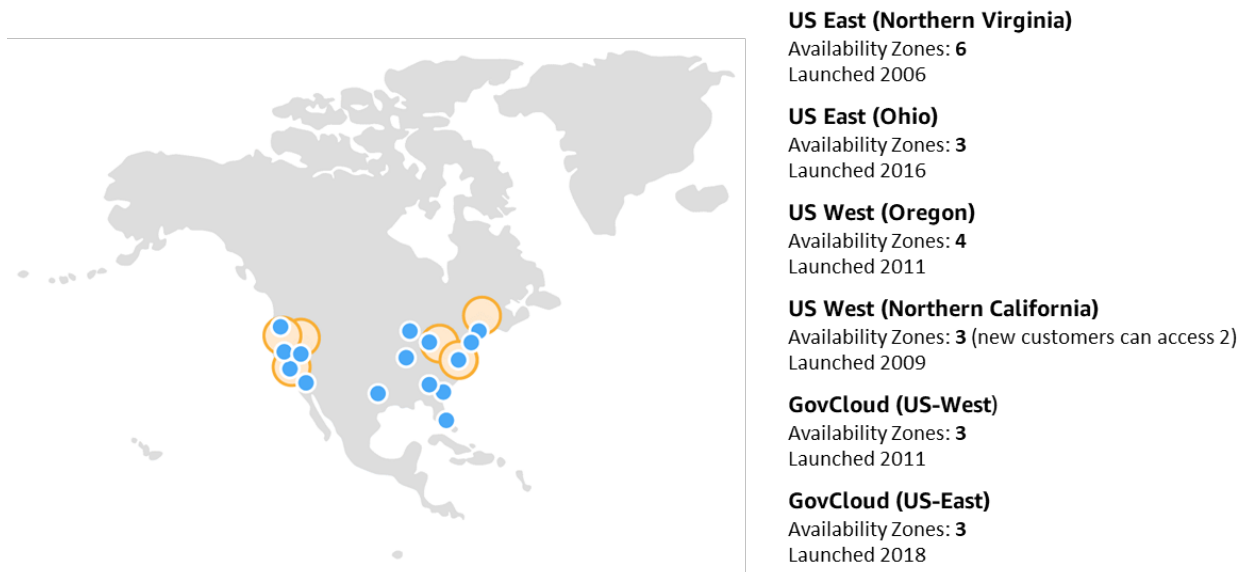 US East (Northern Virginia)
Availability Zones: 6
Launched 2006
US East (Ohio)
Availability Zones: 3
Launched 2016
US West (Oregon)
Availability Zones: 4
Launched 2011
US West (Northern California)
Availability Zones: 3 (new customers can access 2)
Launched 2009
GovCloud (US-West)
Availability Zones: 3
Launched 2011
GovCloud (US-East)
Availability Zones: 3
Launched 2018